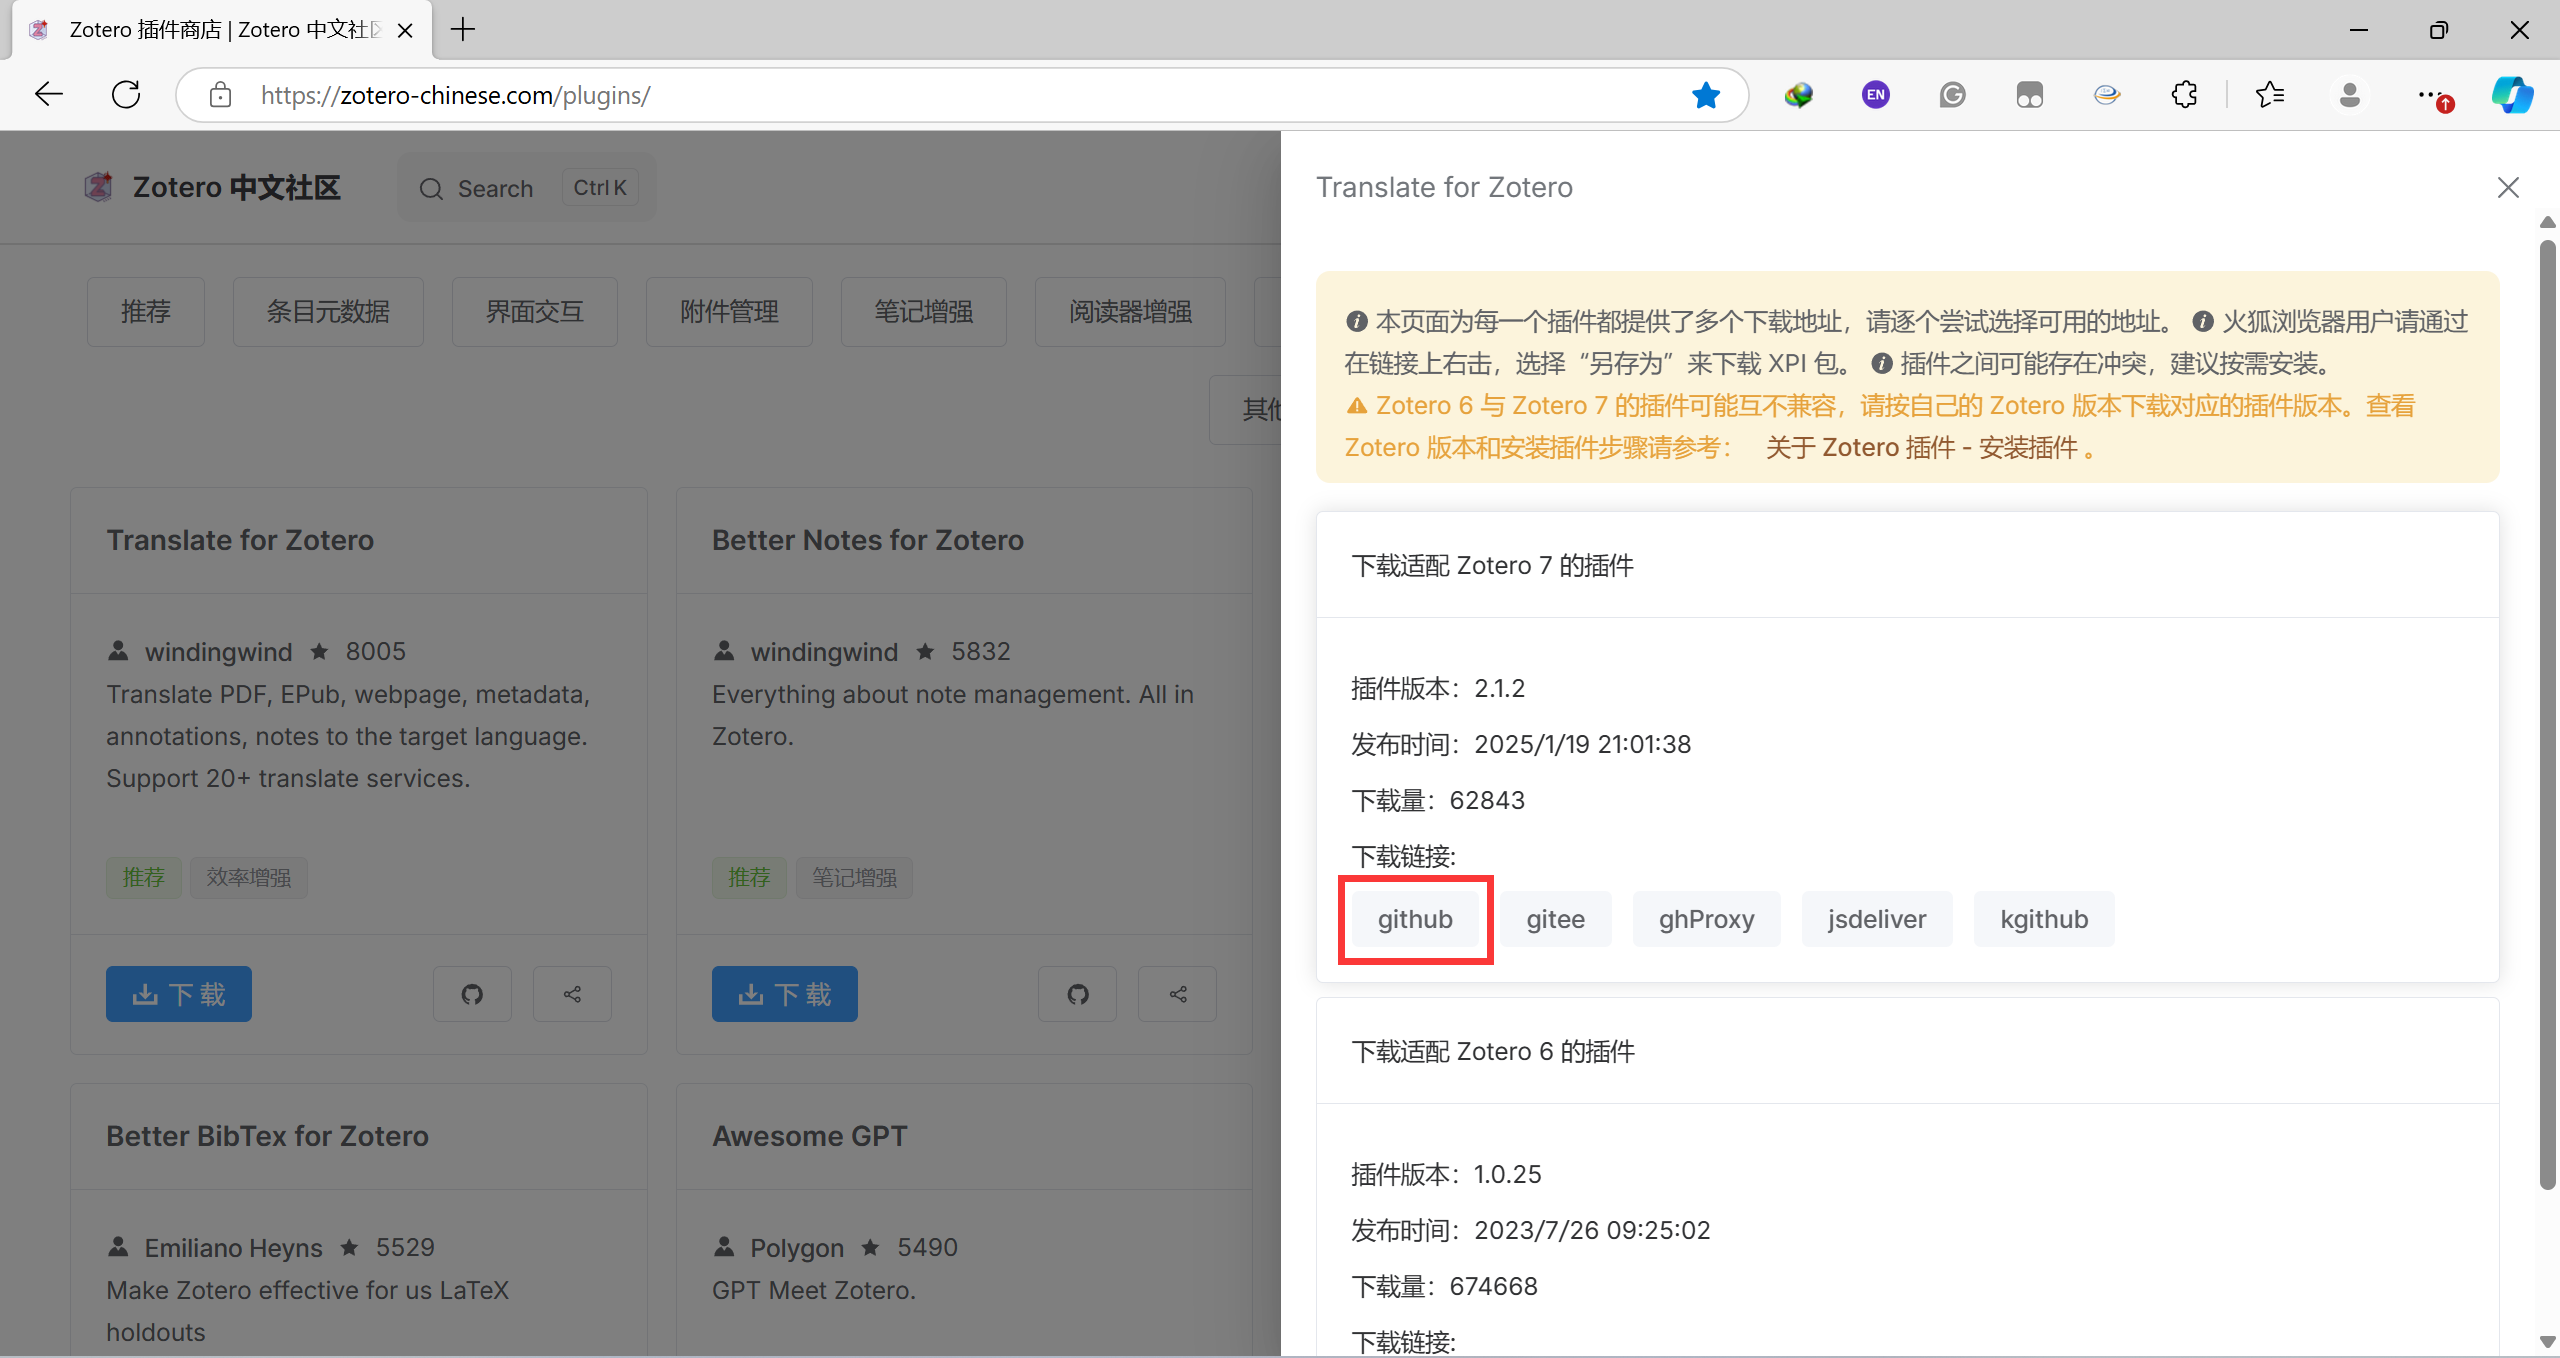 Zotero 插件商店 | Zotero 中文社
https://zotero-chinese.com/plugins/
EN
Zotero 中文社区
Search
Ctrl K
推荐
条目元数据
界面交互
附件管理
笔记增强
阅读器增强
其他
Translate for Zotero
windingwind 8005
Translate PDF, EPub, webpage, metadata,
annotations, notes to the target language.
Support 20+ translate services.
推荐 效率增强
下载
Better Notes for Zotero
windingwind 5832
Everything about note management. All in
Zotero.
推荐 笔记增强
下载
Better BibTex for Zotero
Emiliano Heyns 5529
Make Zotero effective for us LaTeX
holdouts
Awesome GPT
Polygon 5490
GPT Meet Zotero.
Translate for Zotero
本页面为每一个插件都提供了多个下载地址，请逐个尝试选择可用的地址。 火狐浏览器用户请通过
在链接上右击，选择“另存为”来下载 XPI 包。 插件之间可能存在冲突，建议按需安装。
Zotero 6 与 Zotero 7 的插件可能互不兼容，请按自己的 Zotero 版本下载对应的插件版本。查看
Zotero 版本和安装插件步骤请参考： 关于 Zotero 插件 - 安装插件 。
下载适配 Zotero 7 的插件
插件版本：2.1.2
发布时间：2025/1/19 21:01:38
下载量：62843
下载链接:
github gitee ghProxy jsdeliver kgithub
下载适配 Zotero 6 的插件
插件版本：1.0.25
发布时间：2023/7/26 09:25:02
下载量：674668
下载链接: